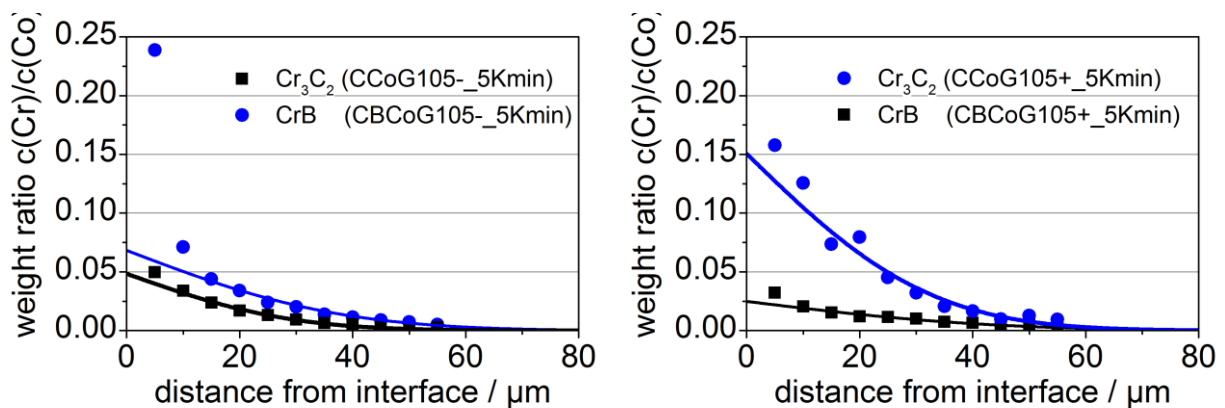 weight ratio c(Cr)/c(Co)
0.25
0.20
0.15
0.10
0.05
0.00
0 20 40 60 80
distance from interface / µm
Cr₃C₂ (CCoG105-_5Kmin)
CrB (CBCoG105-_5Kmin)
weight ratio c(Cr)/c(Co)
0.25
0.20
0.15
0.10
0.05
0.00
0 20 40 60 80
distance from interface / µm
Cr₃C₂ (CCoG105+_5Kmin)
CrB (CBCoG105+_5Kmin)